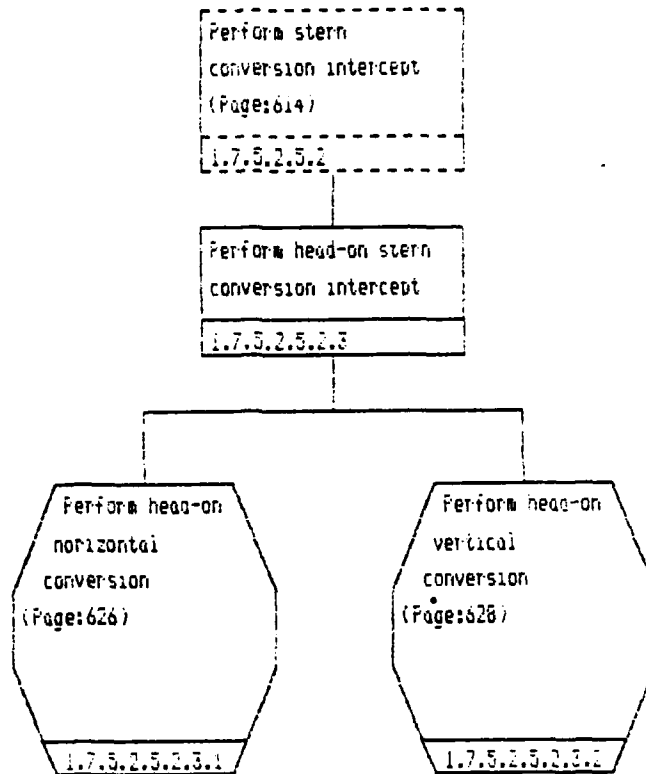 Perform stern
conversion intercept
(Page:614)
1.7.5.2.5.2
Perform head-on stern
conversion intercept
1.7.5.2.5.2.3
Perform head-on
horizontal
conversion
(Page:626)
1.7.5.2.5.2.3.1
Perform head-on
vertical
conversion
(Page:628)
1.7.5.2.5.2.3.2